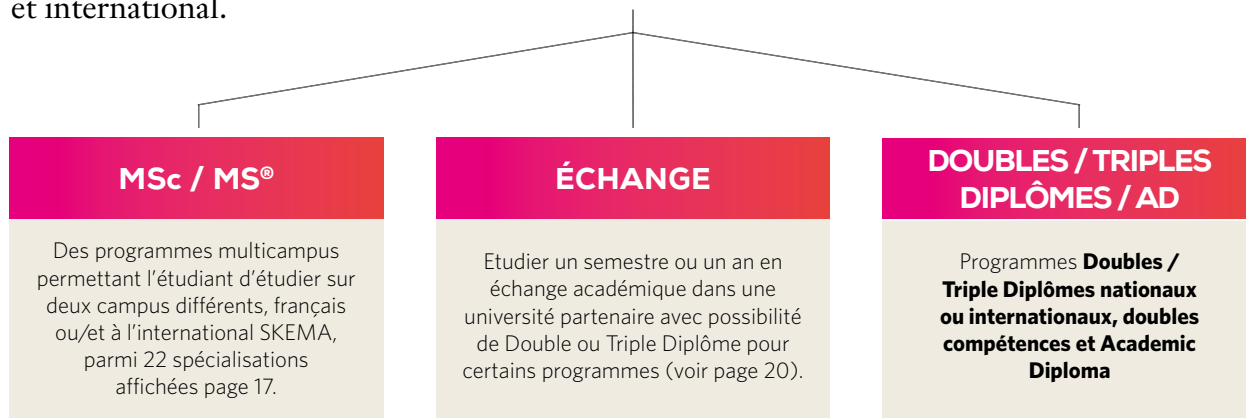 et international.
MSc / MS®
Des programmes multicampus
permettant l’étudiant d’étudier sur
deux campus différents, français
ou/et à l’international SKEMA,
parmi 22 spécialisations
affichées page 17.
ÉCHANGE
Etudier un semestre ou un an en
échange académique dans une
université partenaire avec possibilité
de Double ou Triple Diplôme pour
certains programmes (voir page 20).
DOUBLES / TRIPLES
DIPLÔMES / AD
Programmes Doubles /
Triple Diplômes nationaux
ou internationaux, doubles
compétences et Academic
Diploma